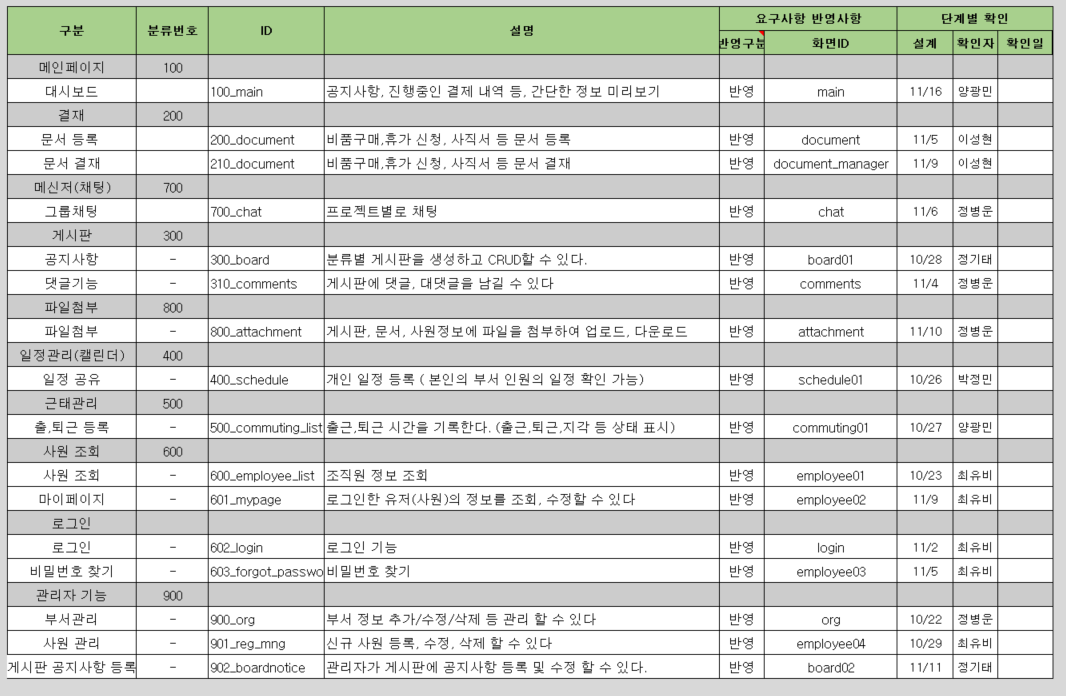 구분 분류번호 ID 설명 요구사항 반영사항 단계별 확인
반영구분 화면ID 설계 확인자 확인일
메인페이지 100
대시보드 100_main 공지사항, 진행중인 결제 내역 등, 간단한 정보 미리보기 반영 main 11/16 양광민
결재 200
문서 등록 200_document 비품구매,휴가 신청, 사직서 등 문서 등록 반영 document 11/5 이성현
문서 결재 210_document 비품구매,휴가 신청, 사직서 등 문서 결재 반영 document_manager 11/9 이성현
메신저(채팅) 700
그룹채팅 700_chat 프로젝트별로 채팅 반영 chat 11/6 정병운
게시판 300
공지사항 - 300_board 분류별 게시판을 생성하고 CRUD할 수 있다. 반영 board01 10/28 정기태
댓글기능 - 310_comments 게시판에 댓글, 대댓글을 남길 수 있다 반영 comments 11/4 정병운
파일첨부 800
파일첨부 - 800_attachment 게시판, 문서, 사원정보에 파일을 첨부하여 업로드, 다운로드 반영 attachment 11/10 정병운
일정관리(캘린더) 400
일정 공유 - 400_schedule 개인 일정 등록 ( 본인의 부서 인원의 일정 확인 가능) 반영 schedule01 10/26 박정민
근태관리 500
출,퇴근 등록 - 500_commuting_list 출근,퇴근 시간을 기록한다. (출근,퇴근,지각 등 상태 표시) 반영 commuting01 10/27 양광민
사원 조회 600
사원 조회 - 600_employee_list 조직원 정보 조회 반영 employee01 10/23 최유비
마이페이지 - 601_mypage 로그인한 유저(사원)의 정보를 조회, 수정할 수 있다 반영 employee02 11/9 최유비
로그인
로그인 - 602_login 로그인 기능 반영 login 11/2 최유비
비밀번호 찾기 - 603_forgot_passwo 비밀번호 찾기 반영 employee03 11/5 최유비
관리자 기능 900
부서관리 - 900_org 부서 정보 추가/수정/삭제 등 관리 할 수 있다 반영 org 10/22 정병운
사원 관리 - 901_reg_mng 신규 사원 등록, 수정, 삭제 할 수 있다 반영 employee04 10/29 최유비
게시판 공지사항 등록 - 902_boardnotice 관리자가 게시판에 공지사항 등록 및 수정 할 수 있다. 반영 board02 11/11 정기태